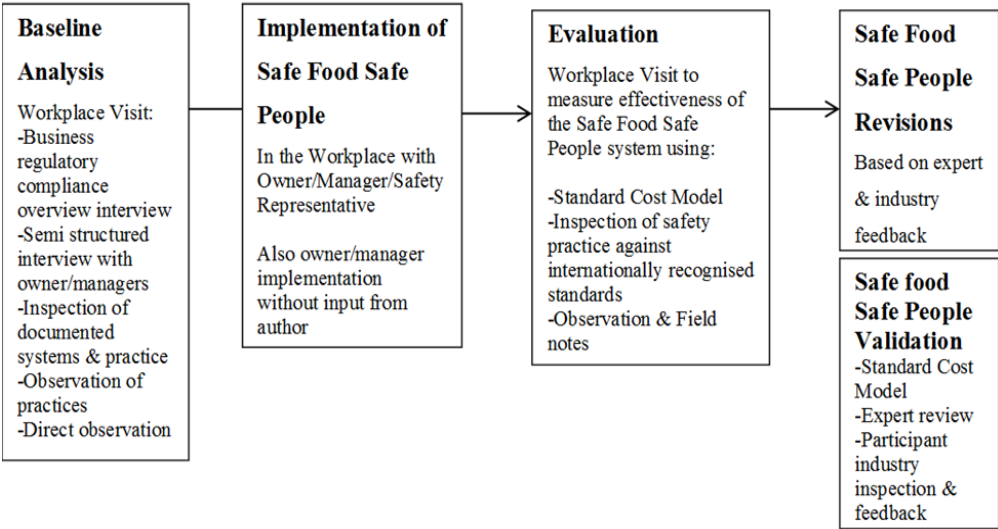 Baseline
Analysis
Workplace Visit:
-Business
regulatory
compliance
overview interview
-Semi structured
interview with
owner/managers
-Inspection of
documented
systems & practice
-Observation of
practices
-Direct observation
Implementation of
Safe Food Safe
People
In the Workplace with
Owner/Manager/Safety
Representative
Also owner/manager
implementation
without input from
author
Evaluation
Workplace Visit to
measure effectiveness of
the Safe Food Safe
People system using:
-Standard Cost Model
-Inspection of safety
practice against
internationally recognised
standards
-Observation & Field
notes
Safe Food
Safe People
Revisions
Based on expert
& industry
feedback
Safe food
Safe People
Validation
-Standard Cost
Model
-Expert review
-Participant
industry
inspection &
feedback